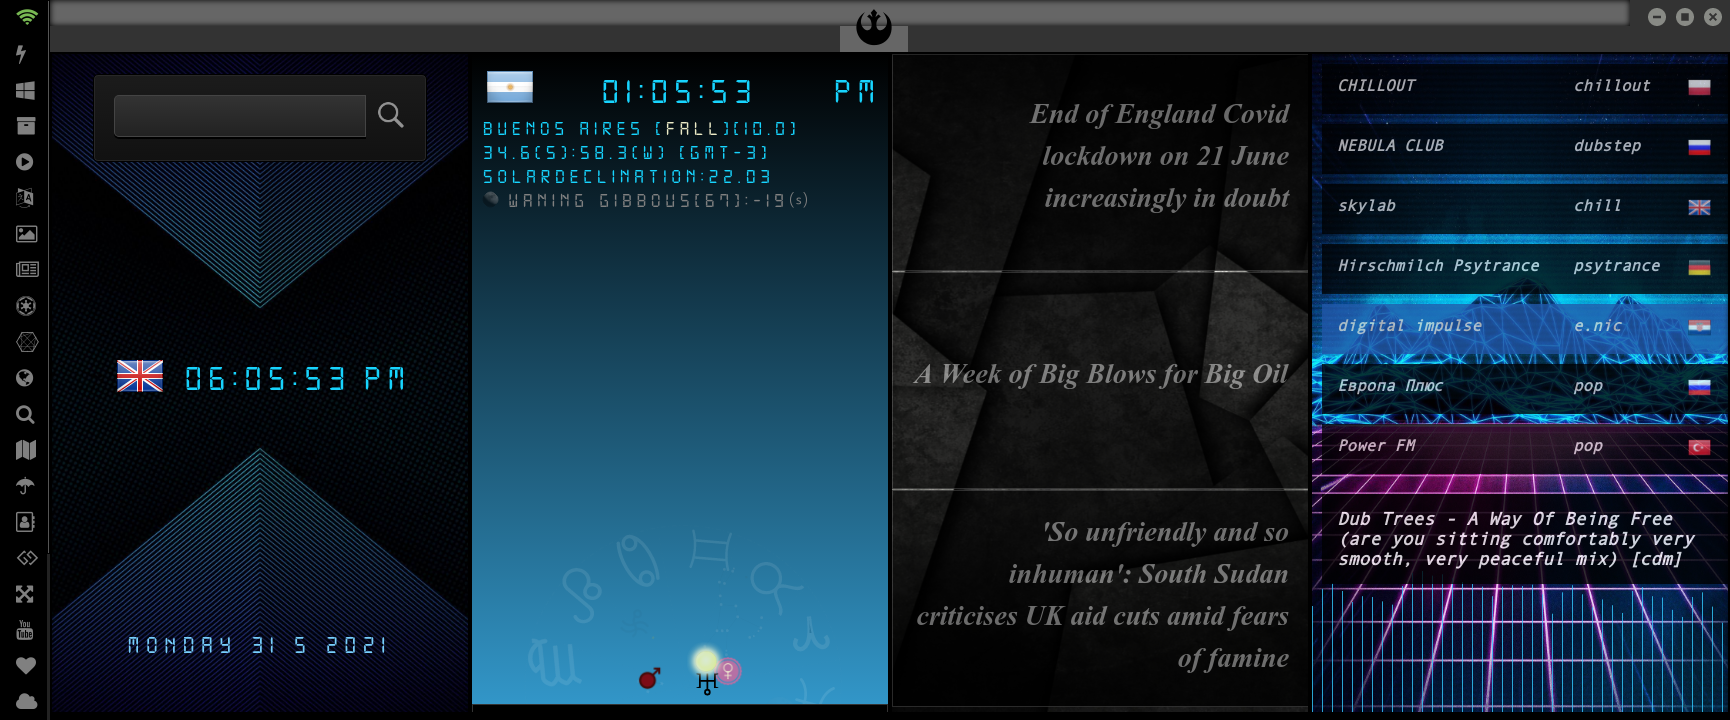 06:05:53 PM
MONDAY 31 5 2021
01:05:53 PM
BUENOS AIRES (FALL)(10.0)
34.6(S):58.3(W) (GMT-3)
SOLARDECLINATION:22.03
WANING GIBBOUS(67):-19(s)
End of England Covid
lockdown on 21 June
increasingly in doubt
A Week of Big Blows for Big Oil
'So unfriendly and so
inhuman': South Sudan
criticises UK aid cuts amid fears
of famine
CHILLOUT chillout
NEBULA CLUB dubstep
skylab chill
Hirschmilch Psytrance psytrance
digital impulse e.nic
Европа Плюс pop
Power FM pop
Dub Trees - A Way Of Being Free
(are you sitting comfortably very
smooth, very peaceful mix) [cdm]
You
Tube